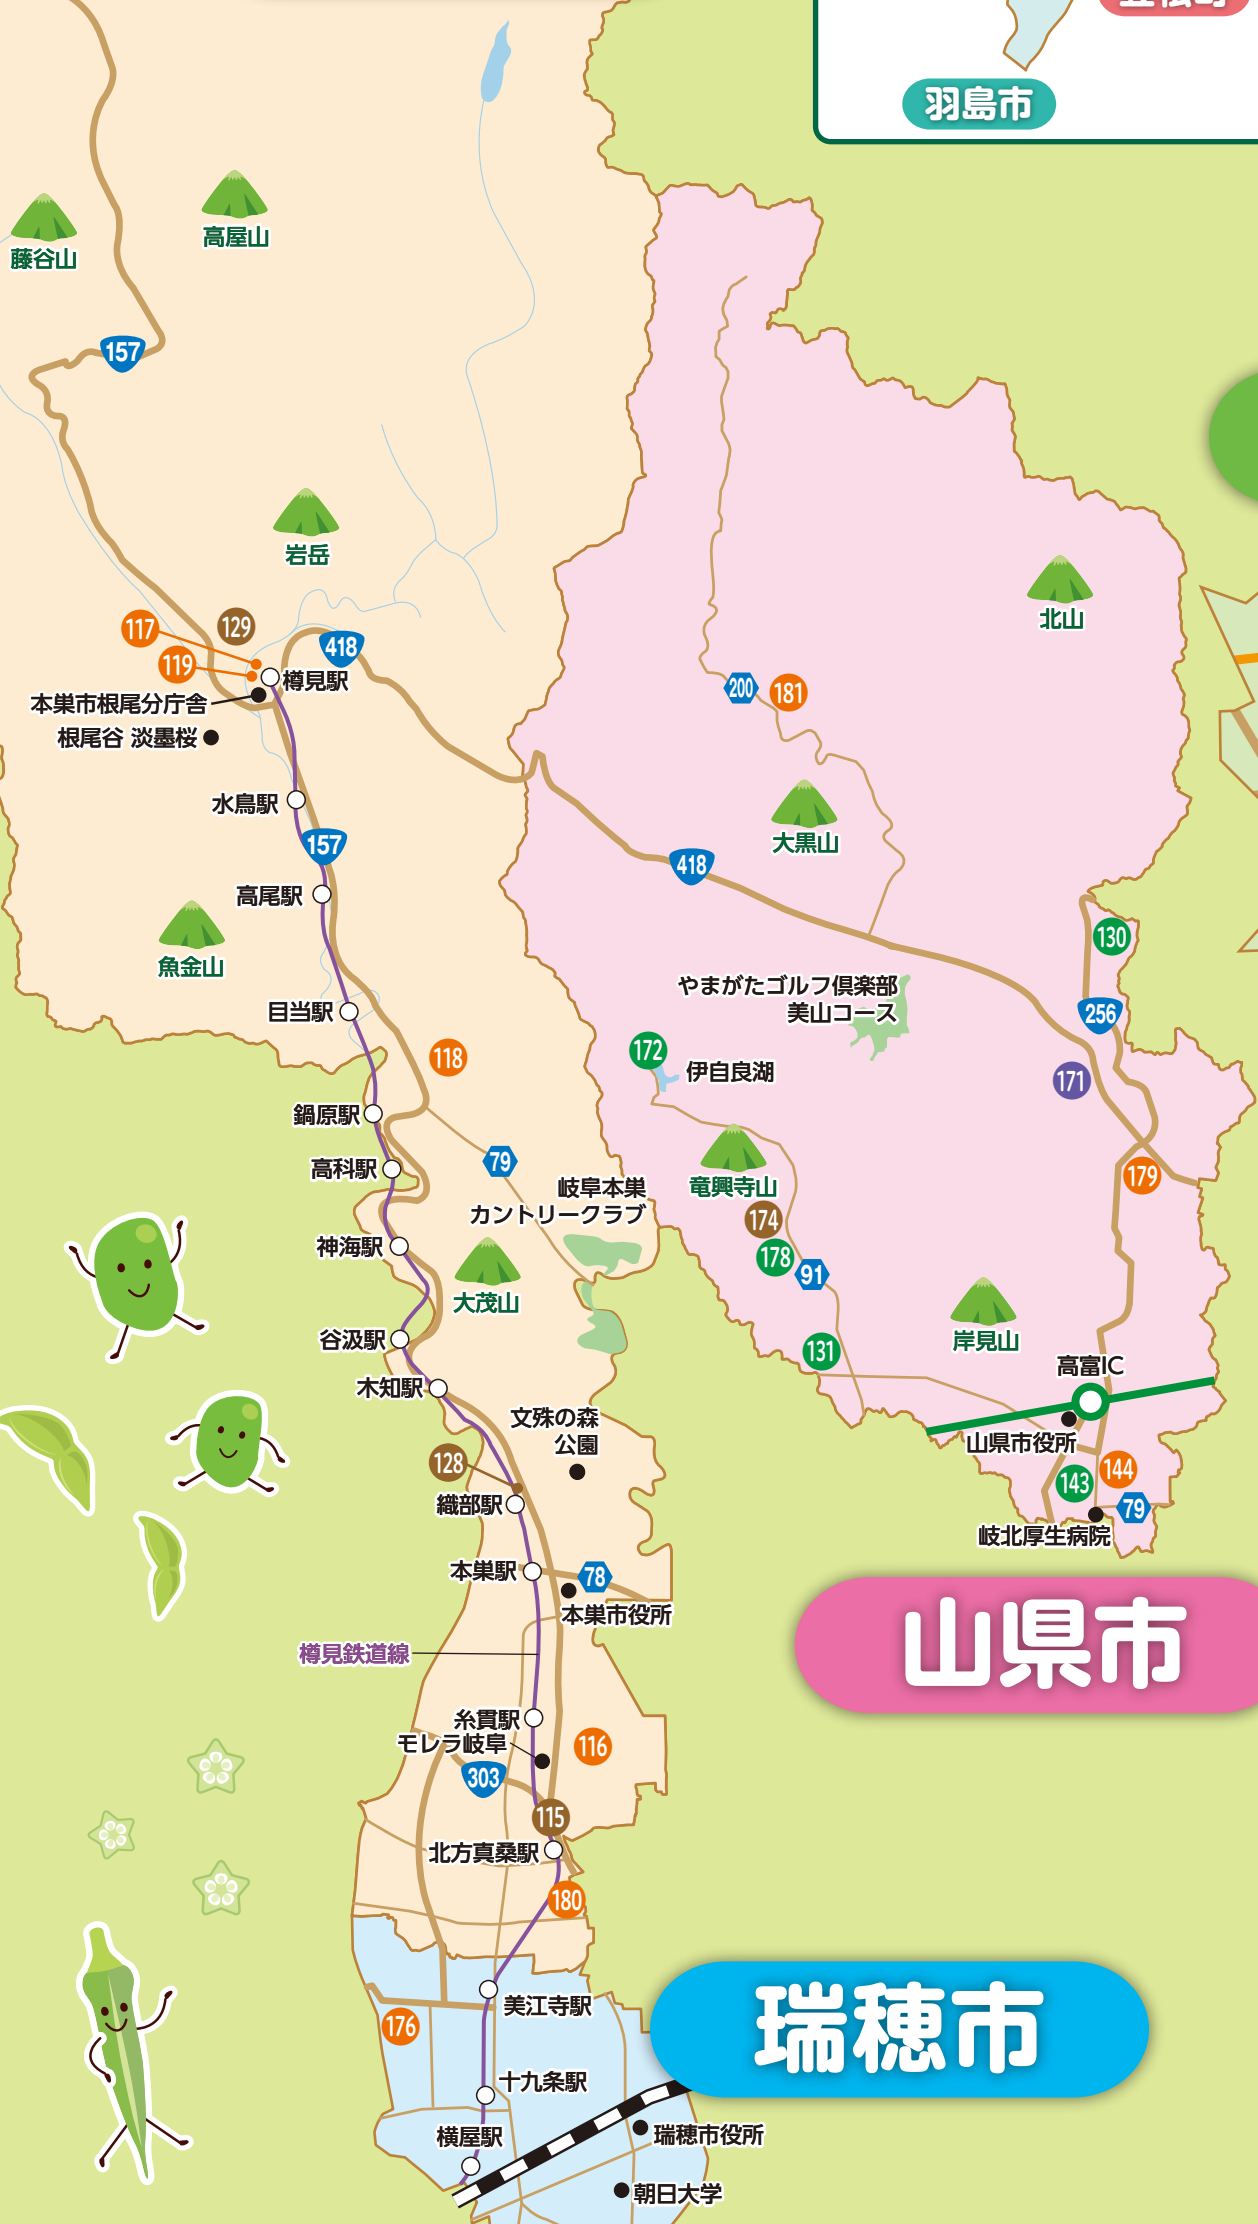 羽島市
高屋山
藤谷山
157
岩岳
北山
117
129
119
418
樽見駅
本巣市根尾分庁舎
根尾谷 淡墨桜
200
181
水鳥駅
157
大黒山
418
高尾駅
魚金山
130
やまがたゴルフ倶楽部
美山コース
目当駅
256
172
伊自良湖
118
171
鍋原駅
79
高科駅
179
竜興寺山
岐阜本巣
カントリークラブ
174
神海駅
178
91
大茂山
谷汲駅
岸見山
131
高富IC
木知駅
文殊の森
公園
山県市役所
128
144
143
織部駅
79
岐北厚生病院
本巣駅
78
本巣市役所
山県市
樽見鉄道線
糸貫駅
モレラ岐阜
116
303
115
北方真桑駅
180
美江寺駅
176
瑞穂市
十九条駅
横屋駅
瑞穂市役所
朝日大学